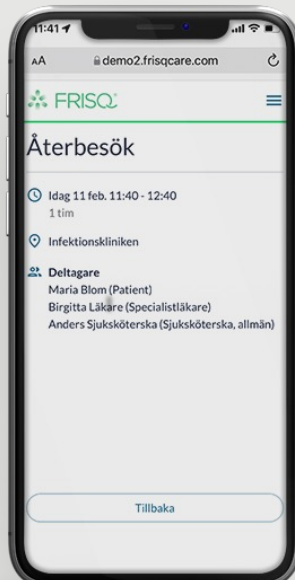 11:41
AA demo2.frisqcare.com
FRISQ
Återbesök
Idag 11 feb. 11:40 - 12:40
1 tim
Infektionskliniken
Deltagare
Maria Blom (Patient)
Birgitta Läkare (Specialistläkare)
Anders Sjuksköterska (Sjuksköterska, allmän)
Tillbaka